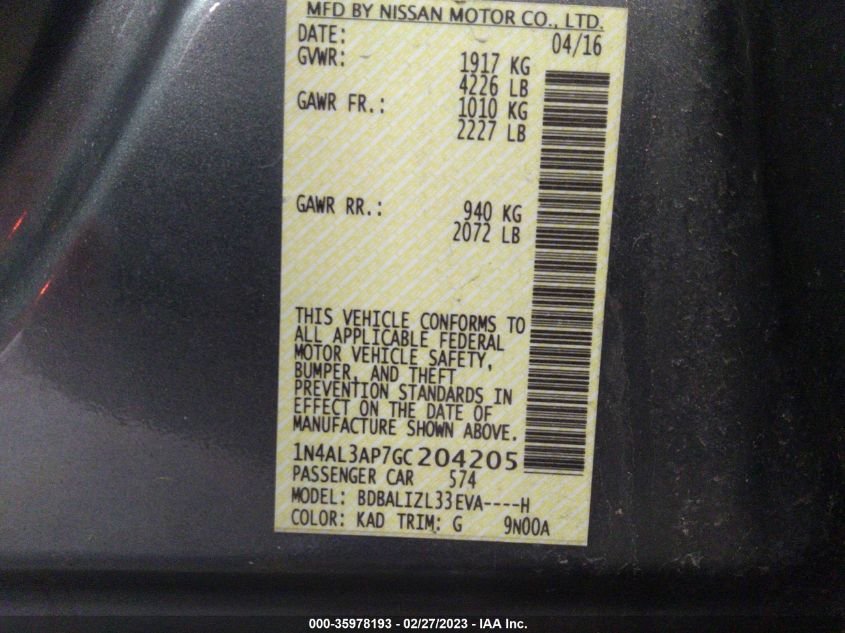 MFD BY NISSAN MOTOR CO., LTD.
DATE: 04/16
GVWR: 1917 KG
4226 LB
GAWR FR.: 1010 KG
2227 LB
GAWR RR.: 940 KG
2072 LB
THIS VEHICLE CONFORMS TO
ALL APPLICABLE FEDERAL
MOTOR VEHICLE SAFETY,
BUMPER, AND THEFT
PREVENTION STANDARDS IN
EFFECT ON THE DATE OF
MANUFACTURE SHOWN ABOVE.
1N4AL3AP7GC204205
PASSENGER CAR 574
MODEL: BDBALIZL33EVA----H
COLOR: KAD TRIM: G 9N00A
000-35978193 - 02/27/2023 - IAA Inc.